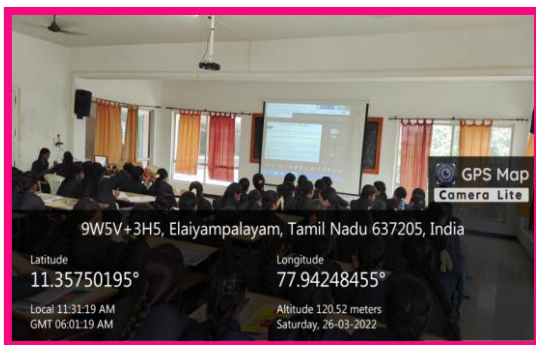 GPS Map
Camera Lite
9W5V+3H5, Elaiyampalayam, Tamil Nadu 637205, India
Latitude
11.35750195°
Longitude
77.94248455°
Local 11:31:19 AM
GMT 06:01:19 AM
Altitude 120.52 meters
Saturday, 26-03-2022